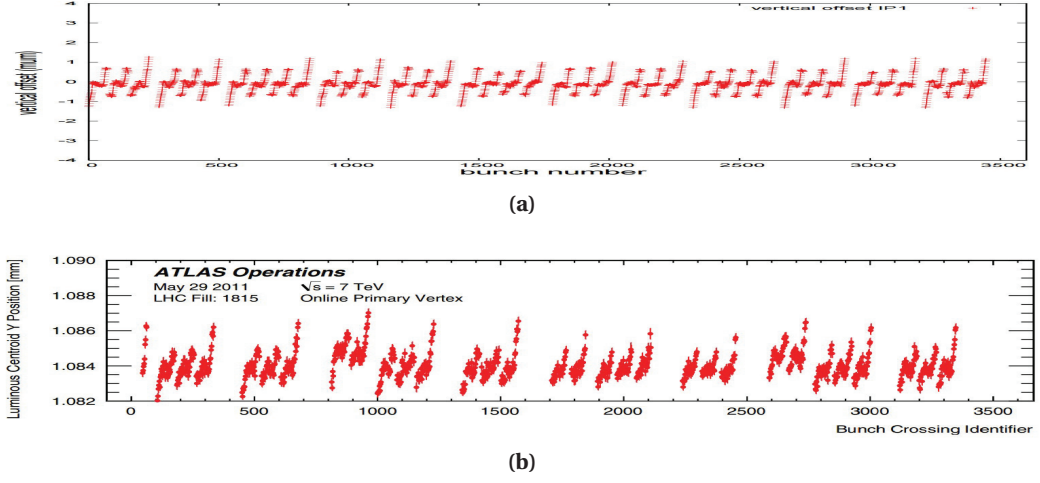 4
vertical offset IP1
3
2
1
0
-1
-2
-3
-4
vertical offset (mum)
0 500 1000 1500 2000 2500 3000 3500
bunch number
(a)
1.090
ATLAS Operations
May 29 2011 √s = 7 TeV
1.088
LHC Fill: 1815 Online Primary Vertex
1.086
1.084
1.082
Luminous Centroid Y Position [mm]
0 500 1000 1500 2000 2500 3000 3500
Bunch Crossing Identifier
(b)